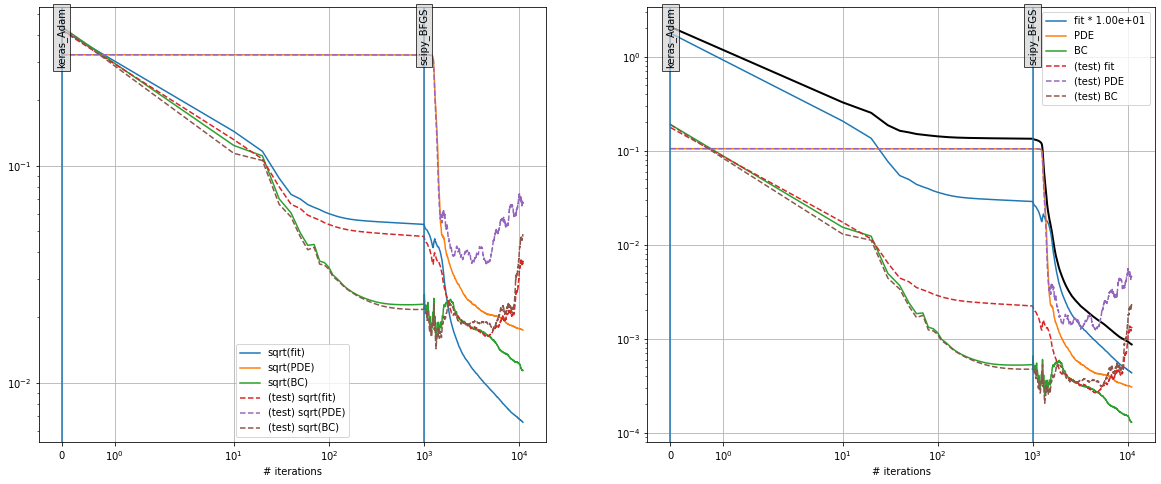 keras_Adam
scipy_BFGS
10⁻¹
10⁻²
sqrt(fit)
sqrt(PDE)
sqrt(BC)
(test) sqrt(fit)
(test) sqrt(PDE)
(test) sqrt(BC)
0
10⁰
10¹
10²
10³
10⁴
# iterations
keras_Adam
scipy_BFGS
fit * 1.00e+01
PDE
BC
(test) fit
(test) PDE
(test) BC
10⁰
10⁻¹
10⁻²
10⁻³
10⁻⁴
0
10⁰
10¹
10²
10³
10⁴
# iterations